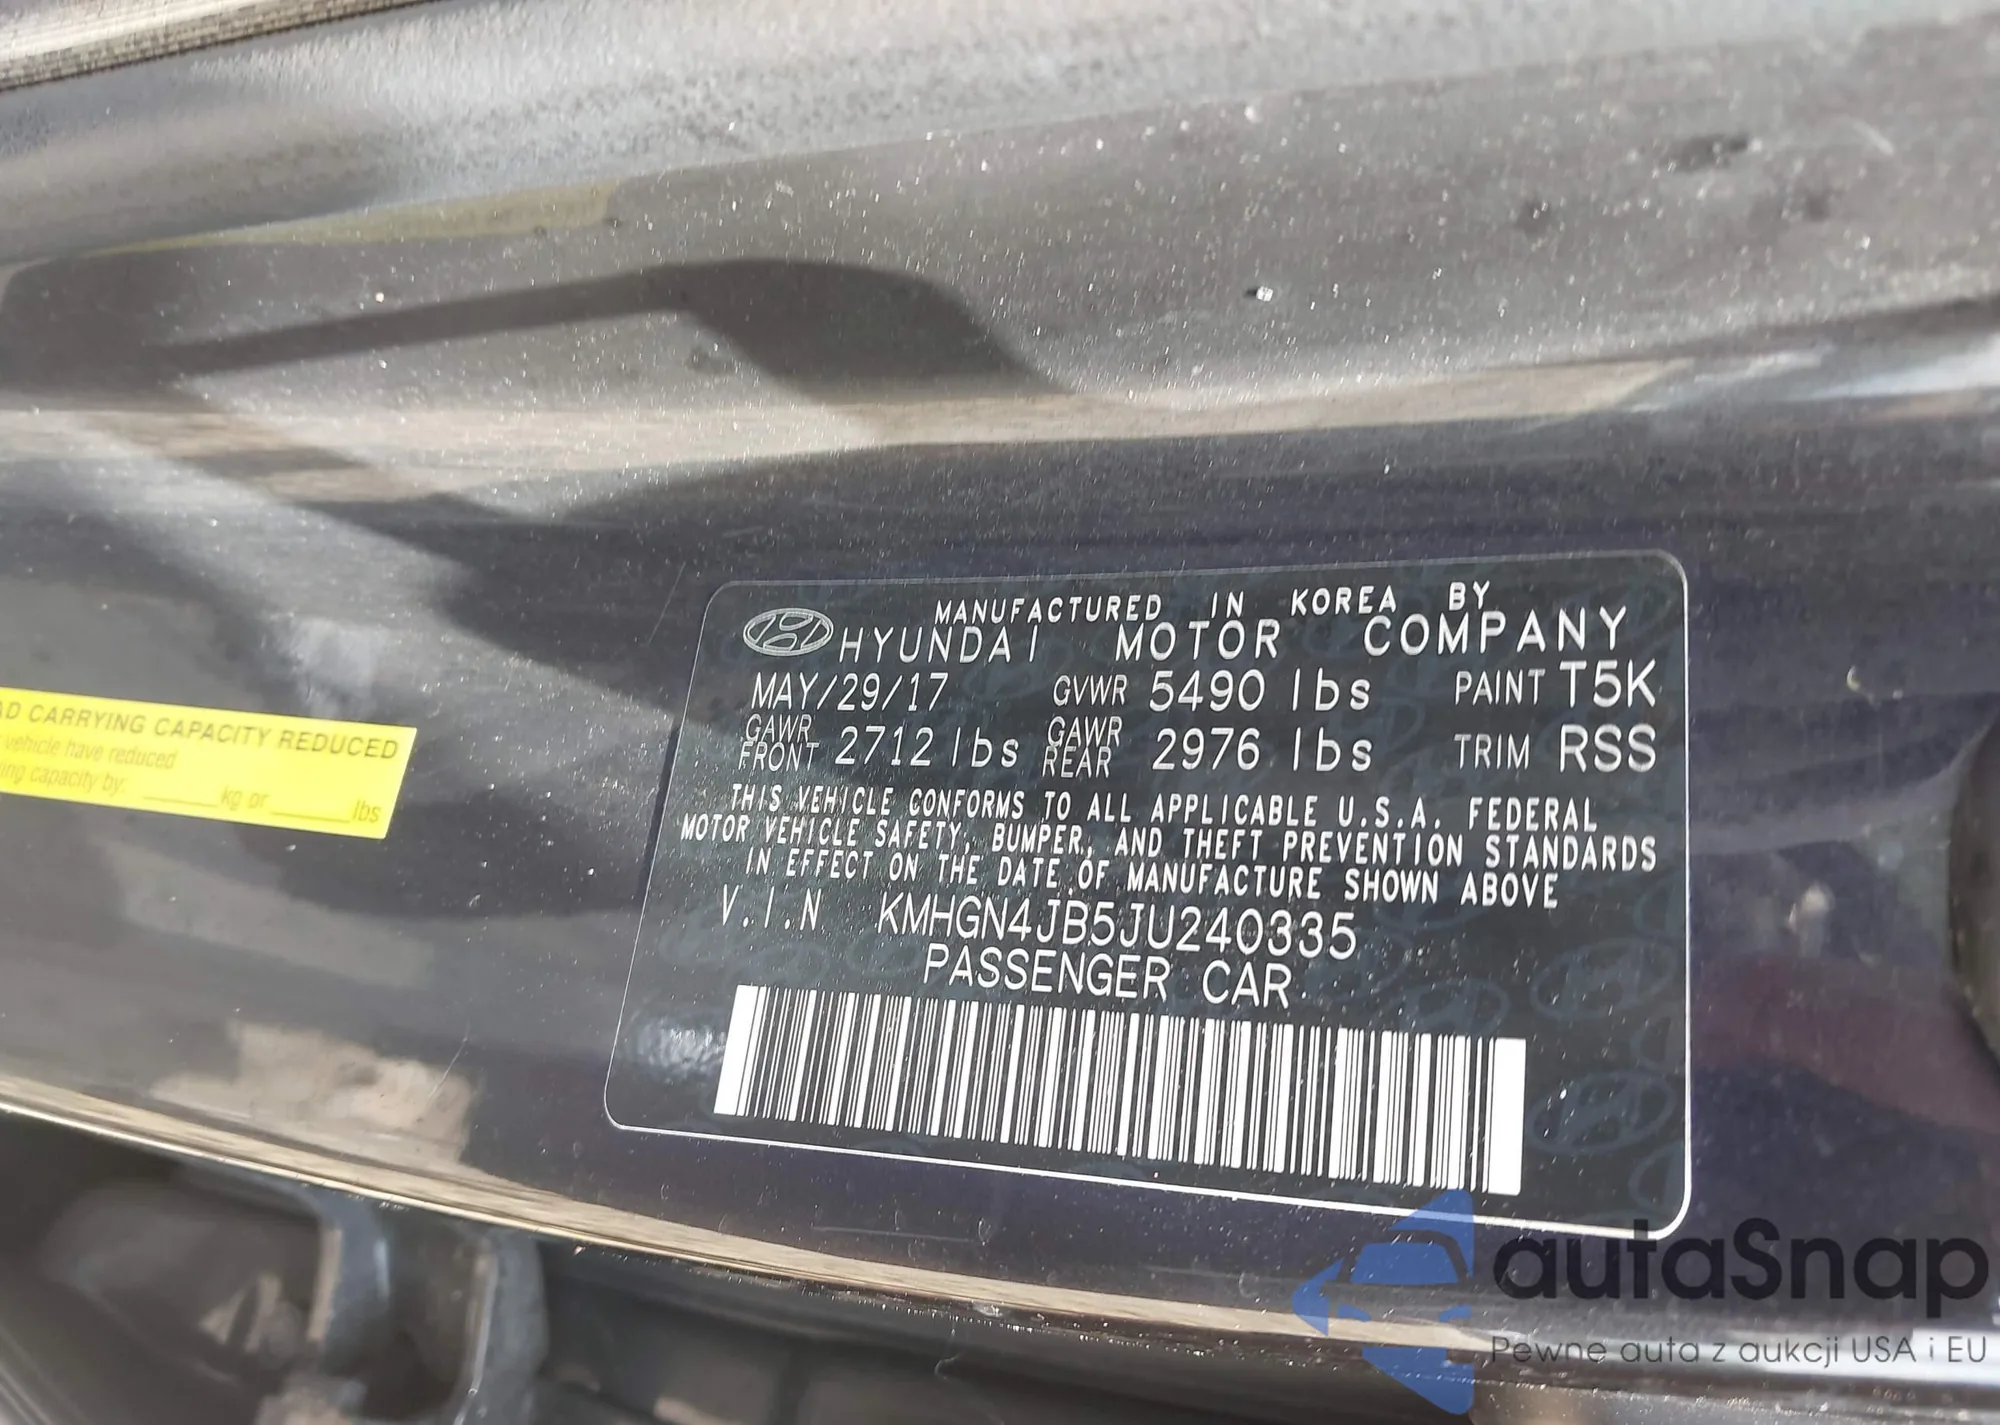 MANUFACTURED IN KOREA BY
HYUNDAI MOTOR COMPANY
MAY/29/17 GVWR 5490 lbs PAINT T5K
GAWR FRONT 2712 lbs GAWR REAR 2976 lbs TRIM RSS
THIS VEHICLE CONFORMS TO ALL APPLICABLE U.S.A. FEDERAL
MOTOR VEHICLE SAFETY, BUMPER, AND THEFT PREVENTION STANDARDS
IN EFFECT ON THE DATE OF MANUFACTURE SHOWN ABOVE
V.I.N KMHGN4JB5JU240335
PASSENGER CAR
AD CARRYING CAPACITY REDUCED
vehicle have reduced
ing capacity by: ______ kg or ______ lbs
autaSnap
Pewne auta z aukcji USA i EU